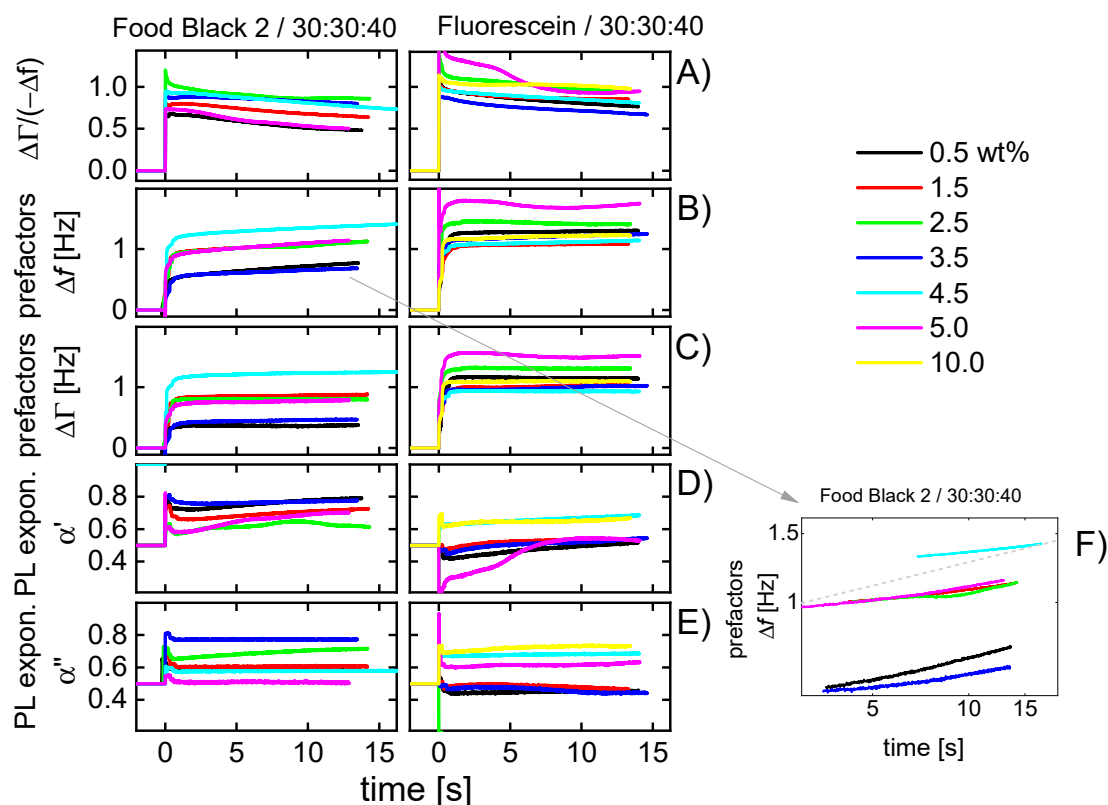 Food Black 2 / 30:30:40
Fluorescein / 30:30:40
A)
ΔΓ/(−Δf)
1.0
0.5
0.0
B)
prefactors
Δf [Hz]
1
0
C)
prefactors
ΔΓ [Hz]
1
0
D)
PL expon.
α'
0.8
0.6
0.4
E)
PL expon.
α"
0.8
0.6
0.4
0 5 10 15
0 5 10 15
time [s]
0.5 wt%
1.5
2.5
3.5
4.5
5.0
10.0
Food Black 2 / 30:30:40
F)
prefactors
Δf [Hz]
1.5
1
5 10 15
time [s]